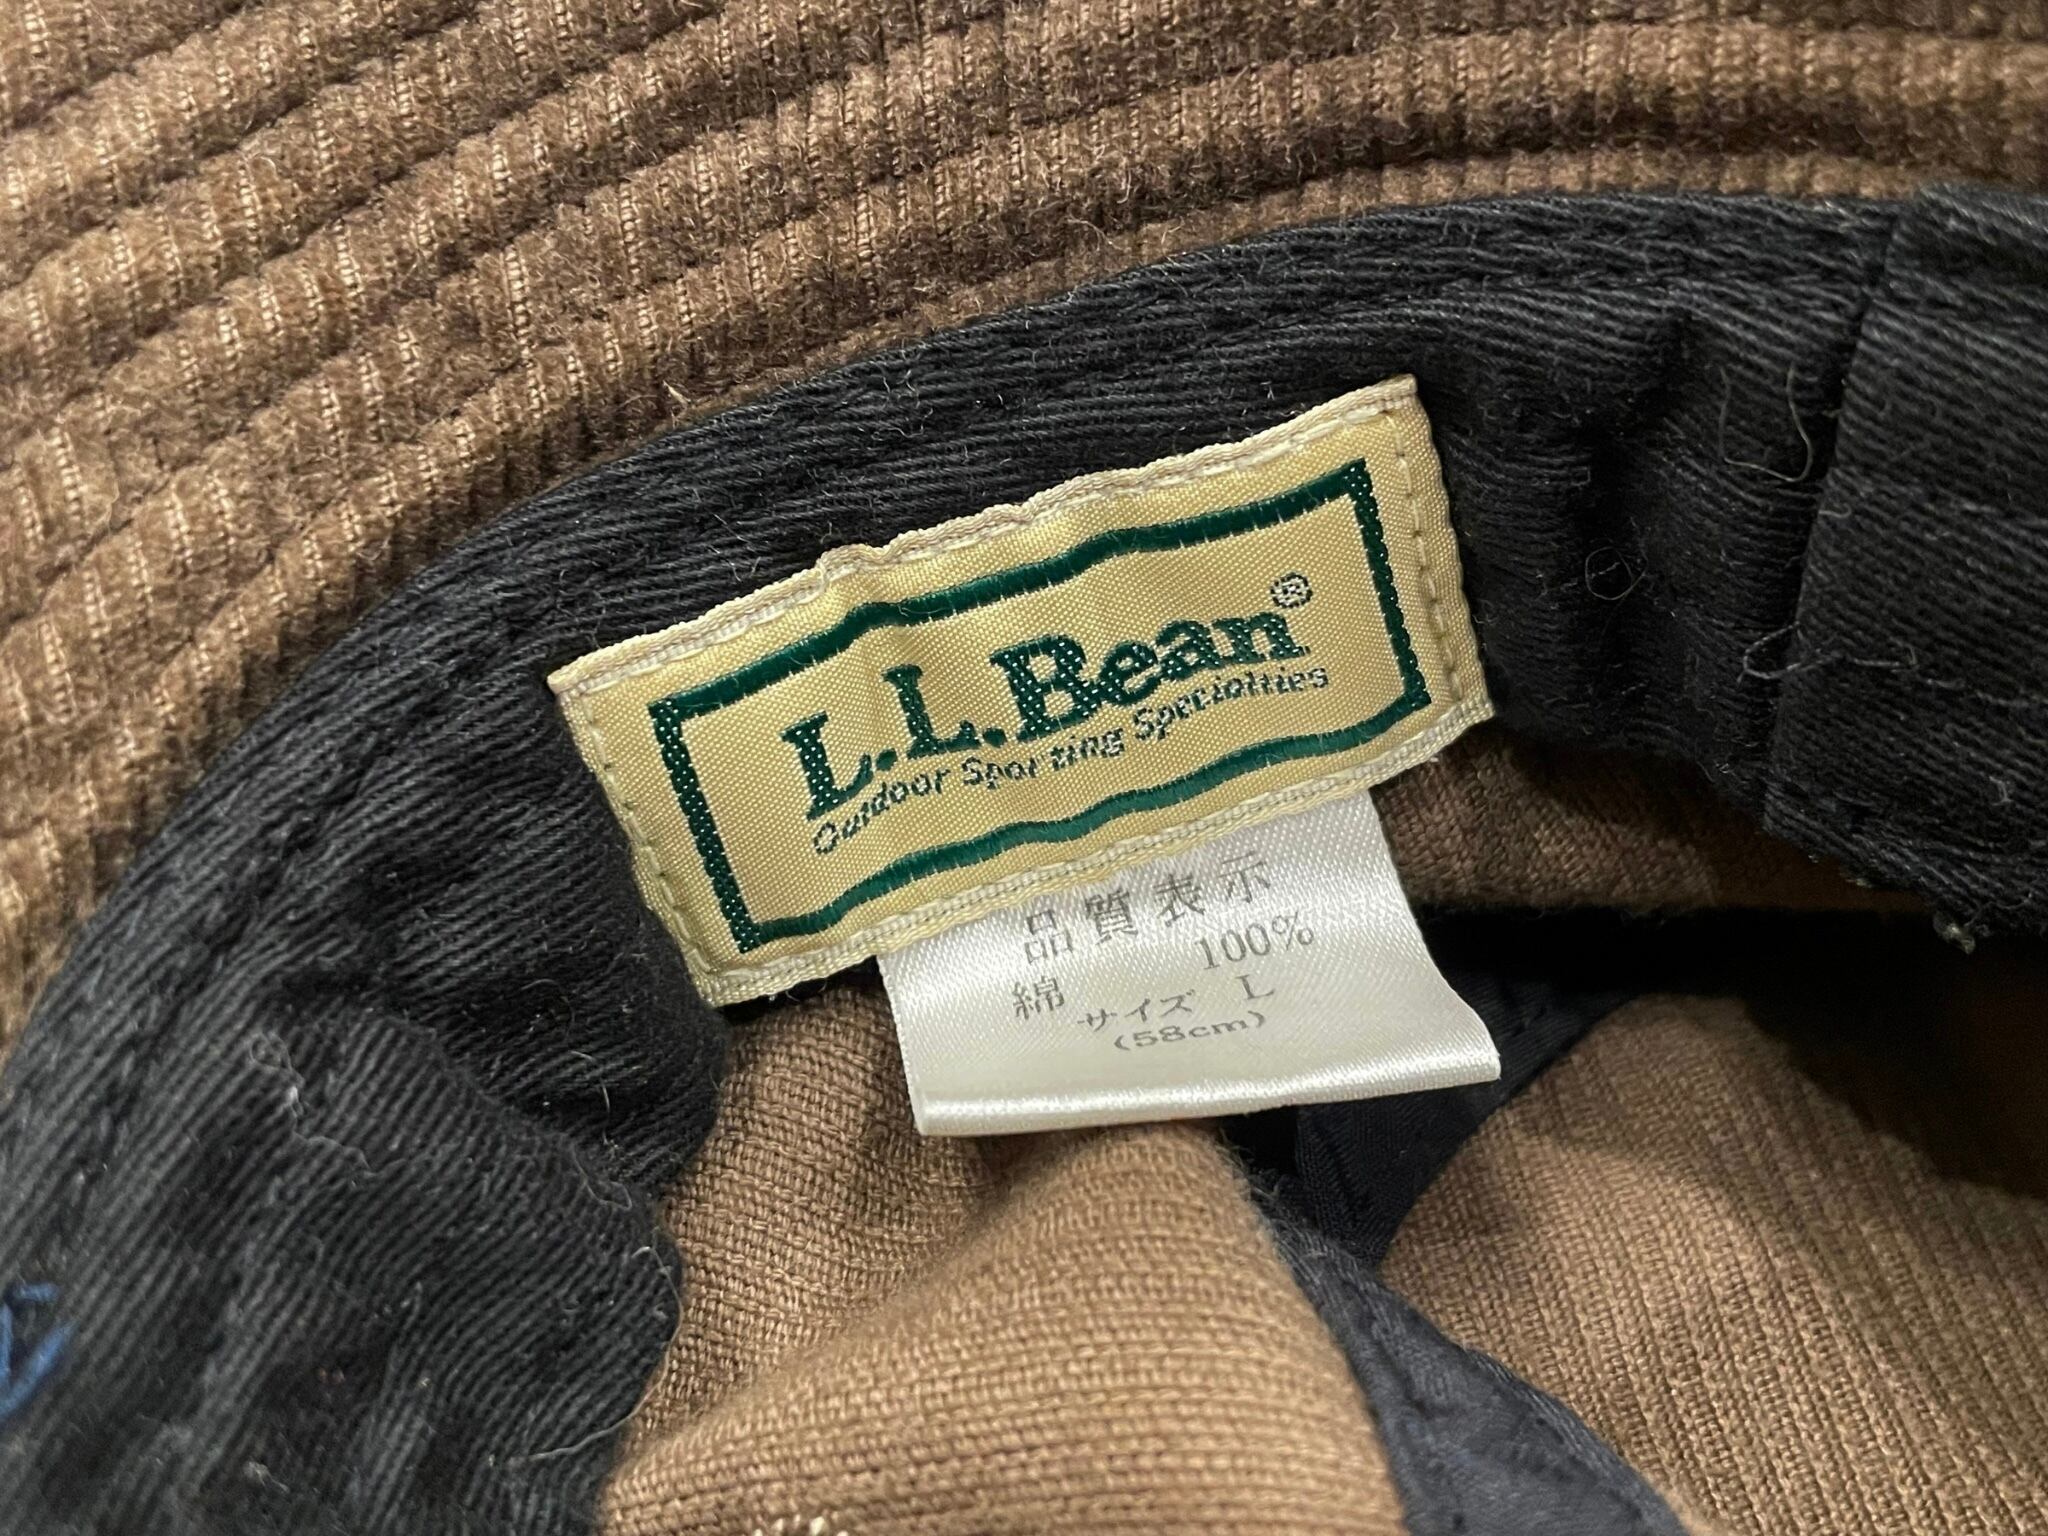 L.L.Bean®
Outdoor Sporting Specialties
品質表示
綿 100%
サイズ L
(58cm)